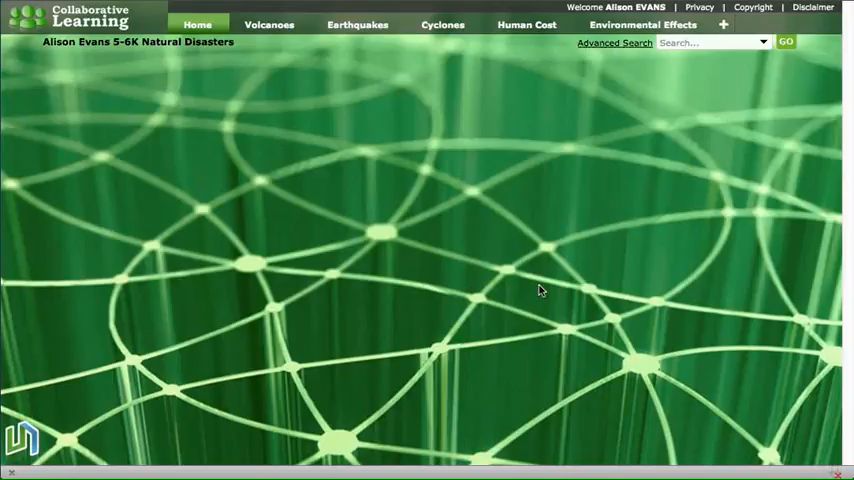 Collaborative
Learning
Welcome Alison EVANS | Privacy | Copyright | Disclaimer
Home Volcanoes Earthquakes Cyclones Human Cost Environmental Effects +
Alison Evans 5-6K Natural Disasters
Advanced Search Search... GO